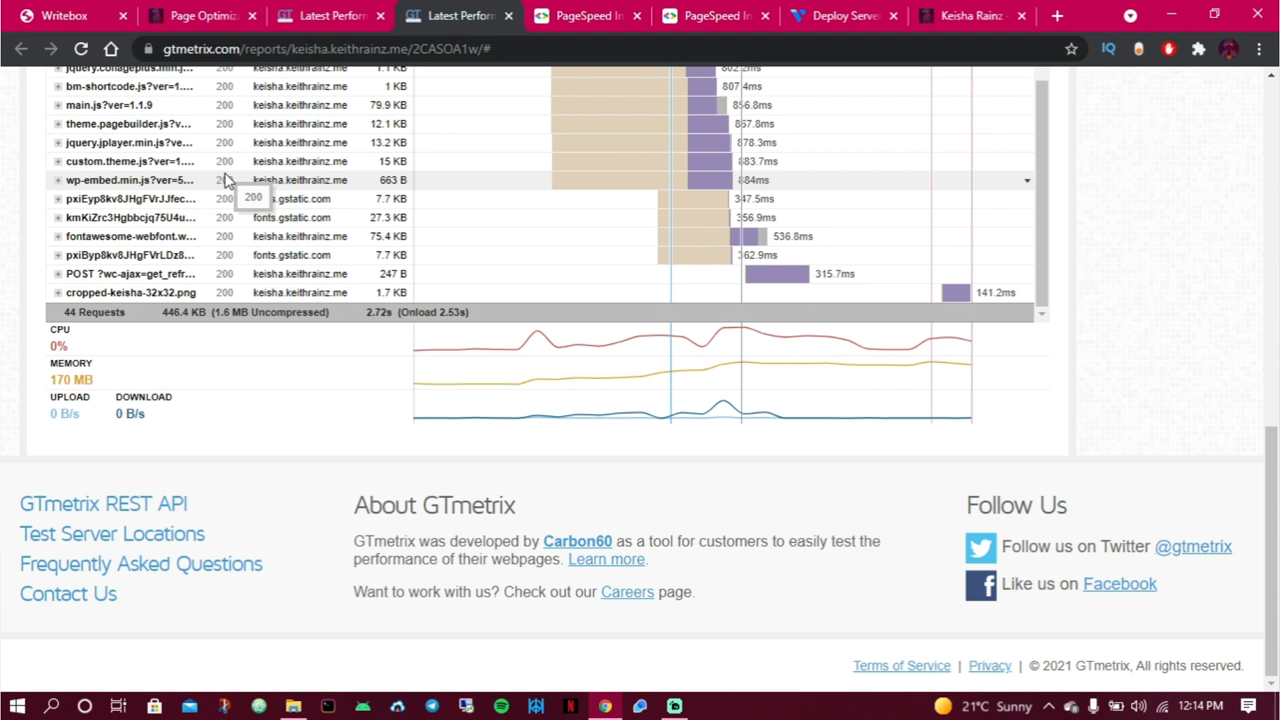 Writebox
Page Optimiza
Latest Perform
Latest Perform
PageSpeed In
PageSpeed In
Deploy Serve
Keisha Rainz -
gtmetrix.com/reports/keisha.keithrainz.me/2CASOA1w/#
jquery.collageplus.min.j... 200 keisha.keithrainz.me 1.1 KB 802.2ms
bm-shortcode.js?ver=1.... 200 keisha.keithrainz.me 1 KB 807.4ms
main.js?ver=1.1.9 200 keisha.keithrainz.me 79.9 KB 856.8ms
theme.pagebuilder.js?v... 200 keisha.keithrainz.me 12.1 KB 867.8ms
jquery.jplayer.min.js?ve... 200 keisha.keithrainz.me 13.2 KB 878.3ms
custom.theme.js?ver=1.... 200 keisha.keithrainz.me 15 KB 883.7ms
wp-embed.min.js?ver=5... keisha.keithrainz.me 663 B 884ms
200
pxiEyp8kv8JHgFVrJJfec... 200 s.gstatic.com 7.7 KB 347.5ms
kmKiZrc3Hgbbcjq75U4u... 200 fonts.gstatic.com 27.3 KB 356.9ms
fontawesome-webfont.w... 200 keisha.keithrainz.me 75.4 KB 536.8ms
pxiByp8kv8JHgFVrLDz8... 200 fonts.gstatic.com 7.7 KB 362.9ms
POST ?wc-ajax=get_refr... 200 keisha.keithrainz.me 247 B 315.7ms
cropped-keisha-32x32.png 200 keisha.keithrainz.me 1.7 KB 141.2ms
44 Requests 446.4 KB (1.6 MB Uncompressed) 2.72s (Onload 2.53s)
CPU
0%
MEMORY
170 MB
UPLOAD DOWNLOAD
0 B/s 0 B/s
GTmetrix REST API
Test Server Locations
Frequently Asked Questions
Contact Us
About GTmetrix
GTmetrix was developed by Carbon60 as a tool for customers to easily test the
performance of their webpages. Learn more.
Want to work with us? Check out our Careers page.
Follow Us
Follow us on Twitter @gtmetrix
Like us on Facebook
Terms of Service | Privacy | © 2021 GTmetrix, All rights reserved.
21°C Sunny 12:14 PM